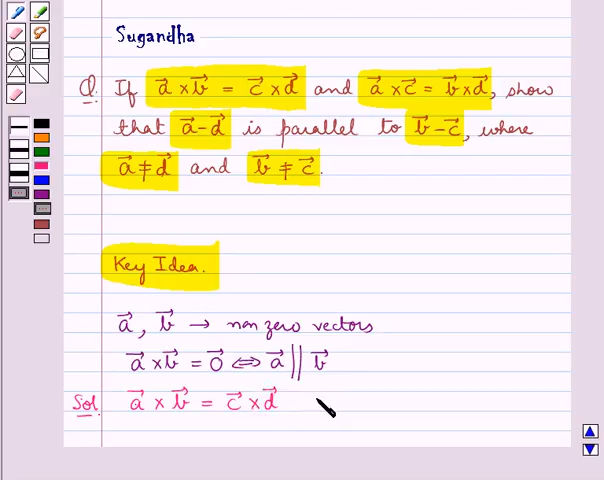 Sugandha
Q. If a⃗ × b⃗ = c⃗ × d⃗ and a⃗ × c⃗ = b⃗ × d⃗, show
that a⃗ - d⃗ is parallel to b⃗ - c⃗, where
a⃗ ≠ d⃗ and b⃗ ≠ c⃗.
Key Idea.
a⃗, b⃗ → non zero vectors
a⃗ × b⃗ = 0⃗ ⇔ a⃗ || b⃗
Sol. a⃗ × b⃗ = c⃗ × d⃗